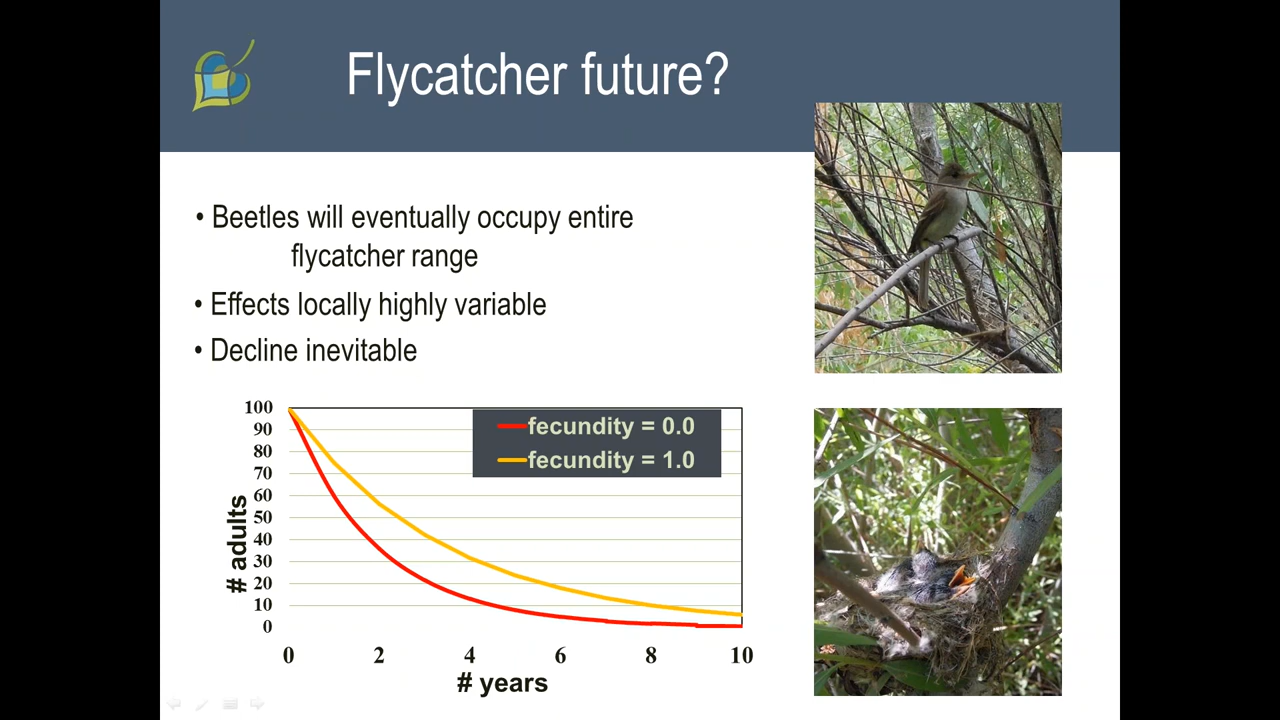 Flycatcher future?
• Beetles will eventually occupy entire
flycatcher range
• Effects locally highly variable
• Decline inevitable
100
90
80
70
60
50
40
30
20
10
0
# adults
fecundity = 0.0
fecundity = 1.0
0 2 4 6 8 10
# years